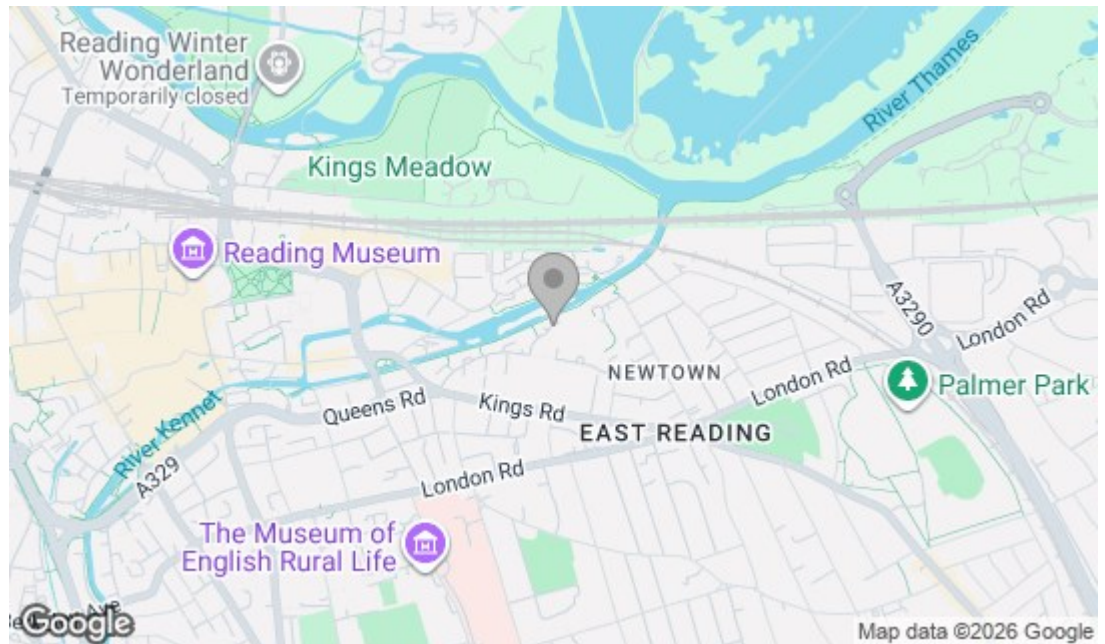 Reading Winter
Wonderland
Temporarily closed
River Thames
Kings Meadow
Reading Museum
A3290
London Rd
NEWTOWN
London Rd
Palmer Park
Queens Rd
Kings Rd
EAST READING
River Kennet
A329
London Rd
The Museum of
English Rural Life
Google
Map data ©2026 Google